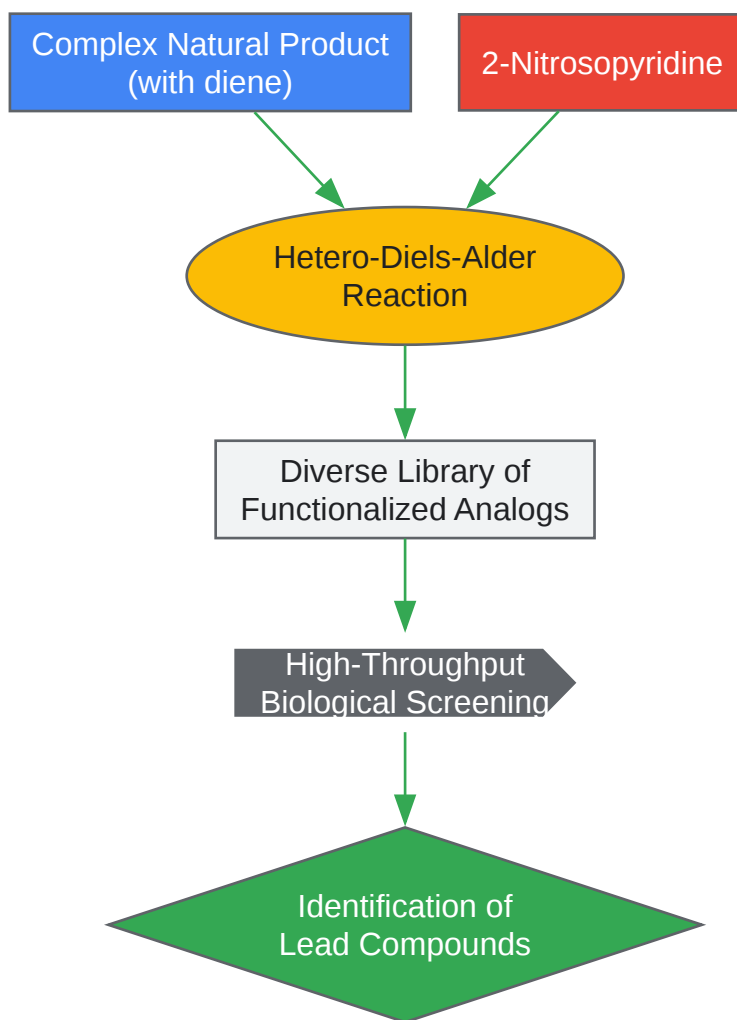 Complex Natural Product
(with diene)
2-Nitrosopyridine
Hetero-Diels-Alder
Reaction
Diverse Library of
Functionalized Analogs
High-Throughput
Biological Screening
Identification of
Lead Compounds